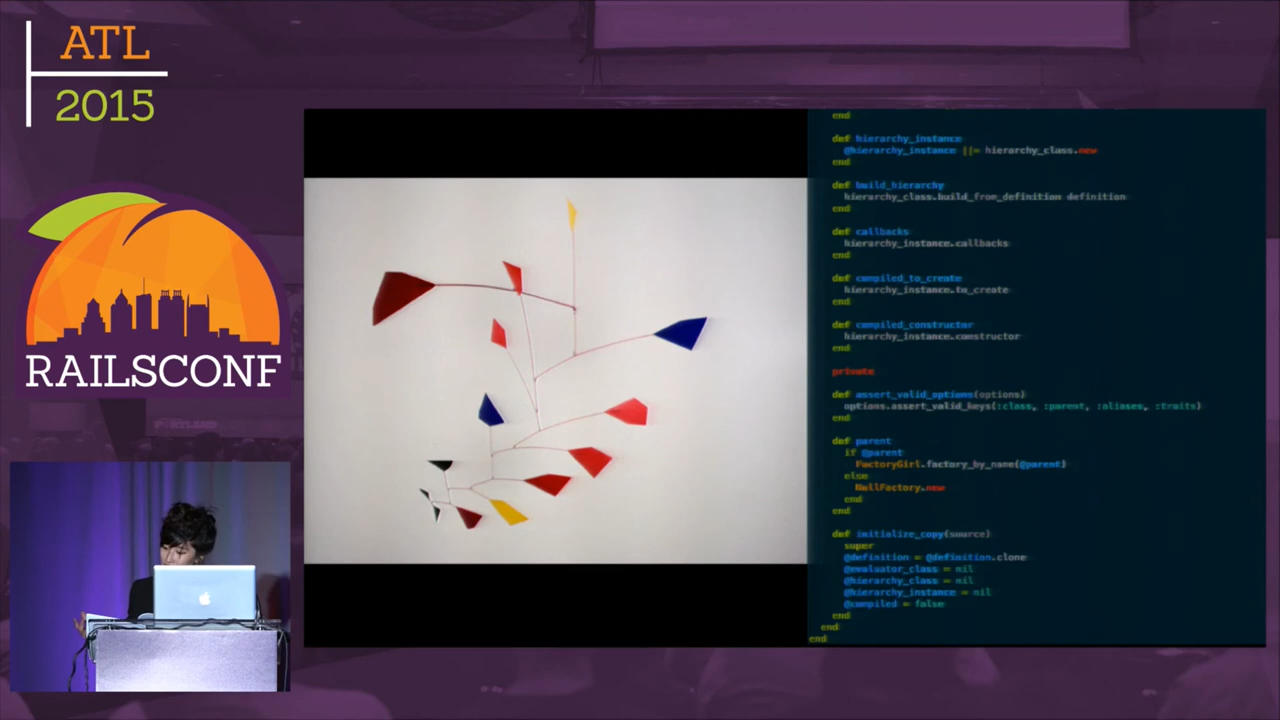 ATL
2015
RAILSCONF
end
def hierarchy_instance
@hierarchy_instance ||= hierarchy_class.new
end
def build_hierarchy
hierarchy_class.build_from_definition definition
end
def callbacks
hierarchy_instance.callbacks
end
def compiled_to_create
hierarchy_instance.to_create
end
def compiled_constructor
hierarchy_instance.constructor
end
private
def assert_valid_options(options)
options.assert_valid_keys(:class, :parent, :aliases, :traits)
end
def parent
if @parent
FactoryGirl.factory_by_name(@parent)
else
NullFactory.new
end
end
def initialize_copy(source)
super
@definition = @definition.clone
@evaluator_class = nil
@hierarchy_class = nil
@hierarchy_instance = nil
@compiled = false
end
end
end